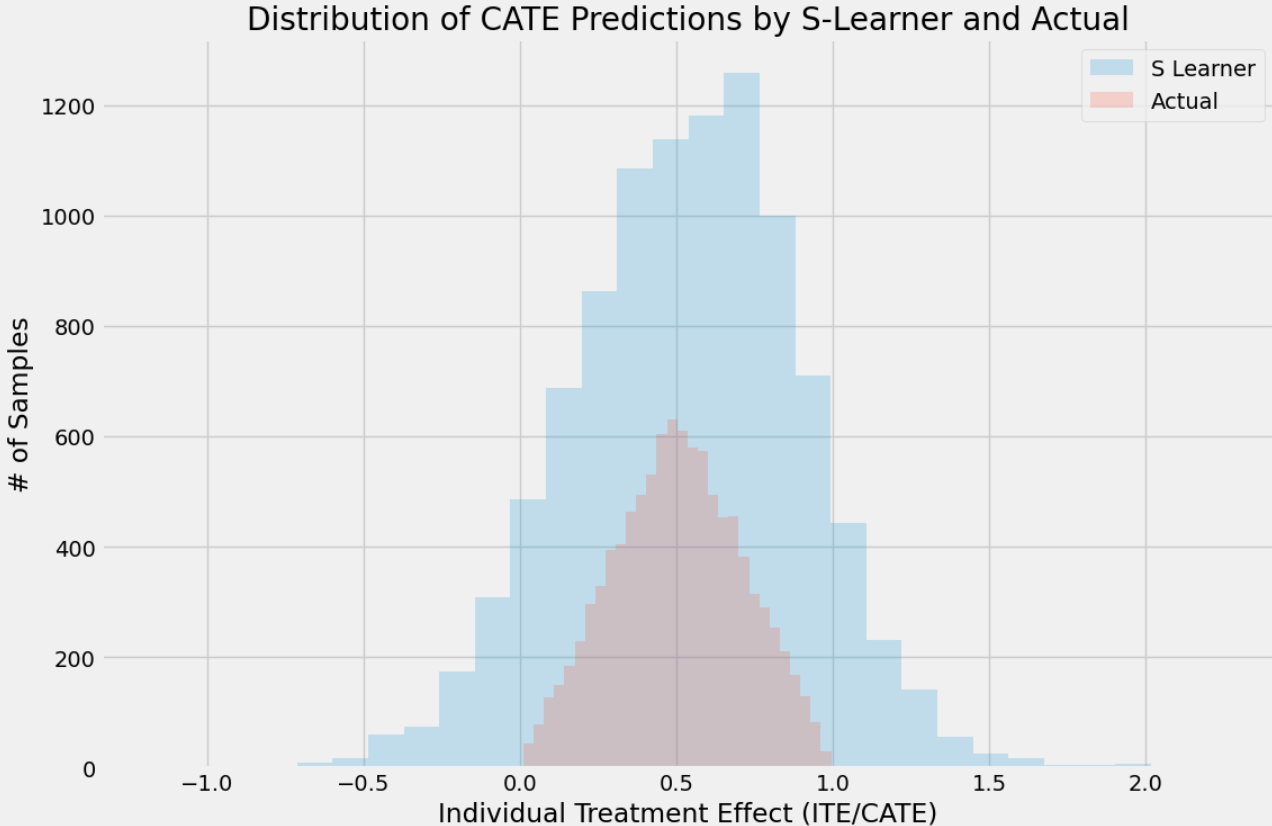 Distribution of CATE Predictions by S-Learner and Actual
S Learner
Actual
# of Samples
1200
1000
800
600
400
200
0
−1.0 −0.5 0.0 0.5 1.0 1.5 2.0
Individual Treatment Effect (ITE/CATE)